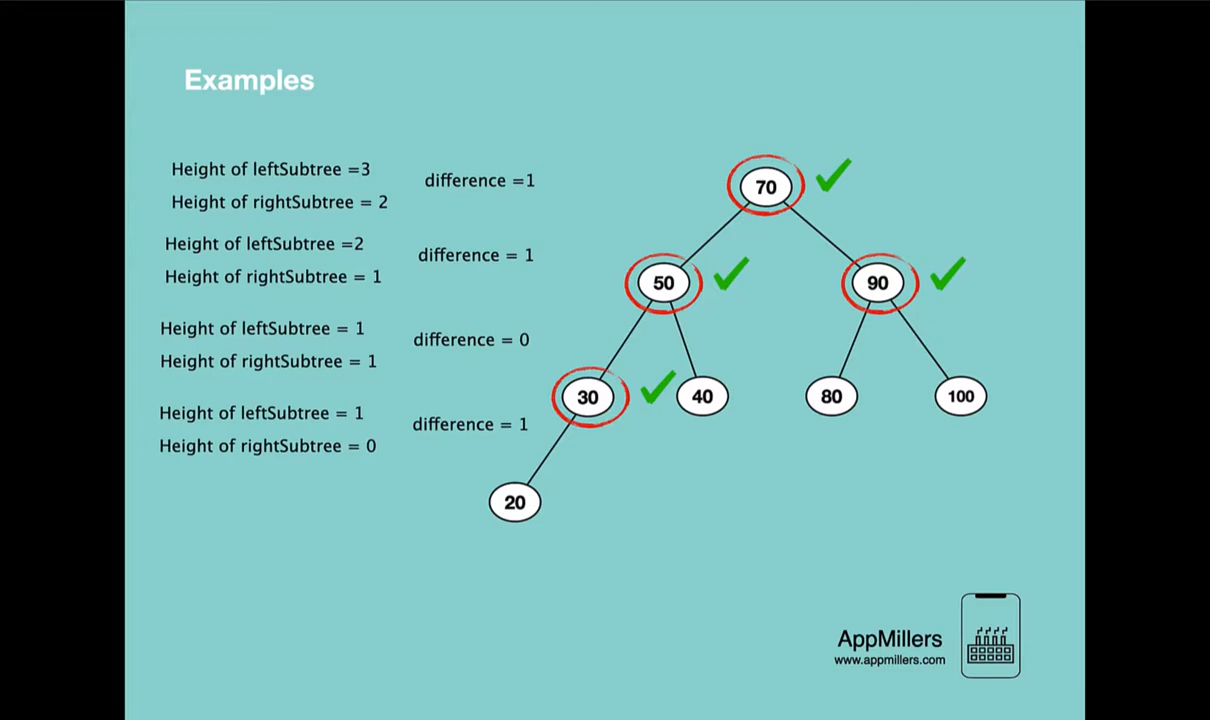 Examples
Height of leftSubtree =3
difference =1
Height of rightSubtree = 2
Height of leftSubtree =2
difference = 1
Height of rightSubtree = 1
Height of leftSubtree = 1
difference = 0
Height of rightSubtree = 1
Height of leftSubtree = 1
difference = 1
Height of rightSubtree = 0
70
50
90
30
40
80
100
20
AppMillers
www.appmillers.com